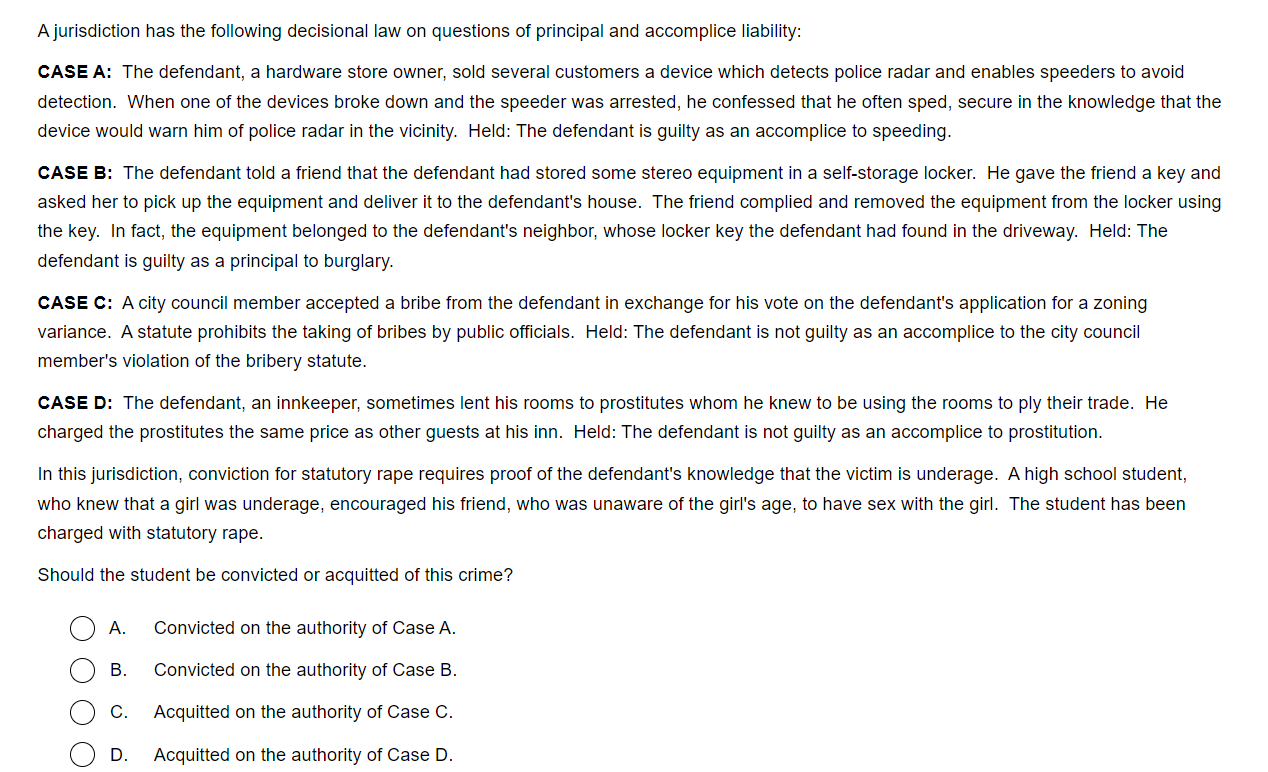 A jurisdiction has the following decisional law on questions of principal and accomplice liability:
CASE A: The defendant, a hardware store owner, sold several customers a device which detects police radar and enables speeders to avoid
detection. When one of the devices broke down and the speeder was arrested, he confessed that he often sped, secure in the knowledge that the
device would warn him of police radar in the vicinity. Held: The defendant is guilty as an accomplice to speeding.
CASE B: The defendant told a friend that the defendant had stored some stereo equipment in a self-storage locker. He gave the friend a key and
asked her to pick up the equipment and deliver it to the defendant's house. The friend complied and removed the equipment from the locker using
the key. In fact, the equipment belonged to the defendant's neighbor, whose locker key the defendant had found in the driveway. Held: The
defendant is guilty as a principal to burglary.
CASE C: A city council member accepted a bribe from the defendant in exchange for his vote on the defendant's application for a zoning
variance. A statute prohibits the taking of bribes by public officials. Held: The defendant is not guilty as an accomplice to the city council
member's violation of the bribery statute.
CASE D: The defendant, an innkeeper, sometimes lent his rooms to prostitutes whom he knew to be using the rooms to ply their trade. He
charged the prostitutes the same price as other guests at his inn. Held: The defendant is not guilty as an accomplice to prostitution.
In this jurisdiction, conviction for statutory rape requires proof of the defendant's knowledge that the victim is underage. A high school student,
who knew that a girl was underage, encouraged his friend, who was unaware of the girl's age, to have sex with the girl. The student has been
charged with statutory rape.
Should the student be convicted or acquitted of this crime?
A. Convicted on the authority of Case A.
B. Convicted on the authority of Case B.
C. Acquitted on the authority of Case C.
D. Acquitted on the authority of Case D.